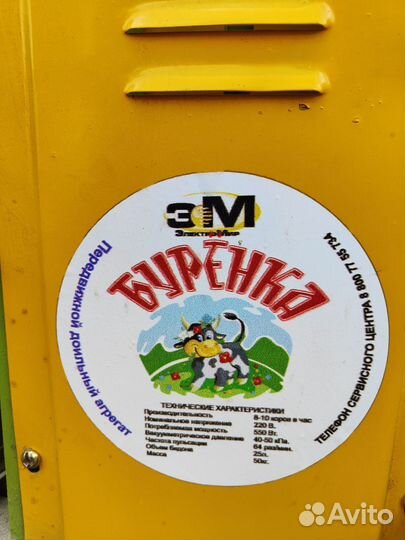 ЭМ
ЭлектроМир
БУРЕНКА
Передвижной доильный агрегат
ТЕЛЕФОН СЕРВИСНОГО ЦЕНТРА 8 800 77 55 734
ТЕХНИЧЕСКИЕ ХАРАКТЕРИСТИКИ
Производительность 8-10 коров в час
Номинальное напряжение 220 В.
Потребляемая мощность 550 Вт.
Вакуумметрическое давление 40-50 кПа.
Частота пульсации 64 раз/мин.
Объем бидона 25л.
Масса 50кг.
Avito